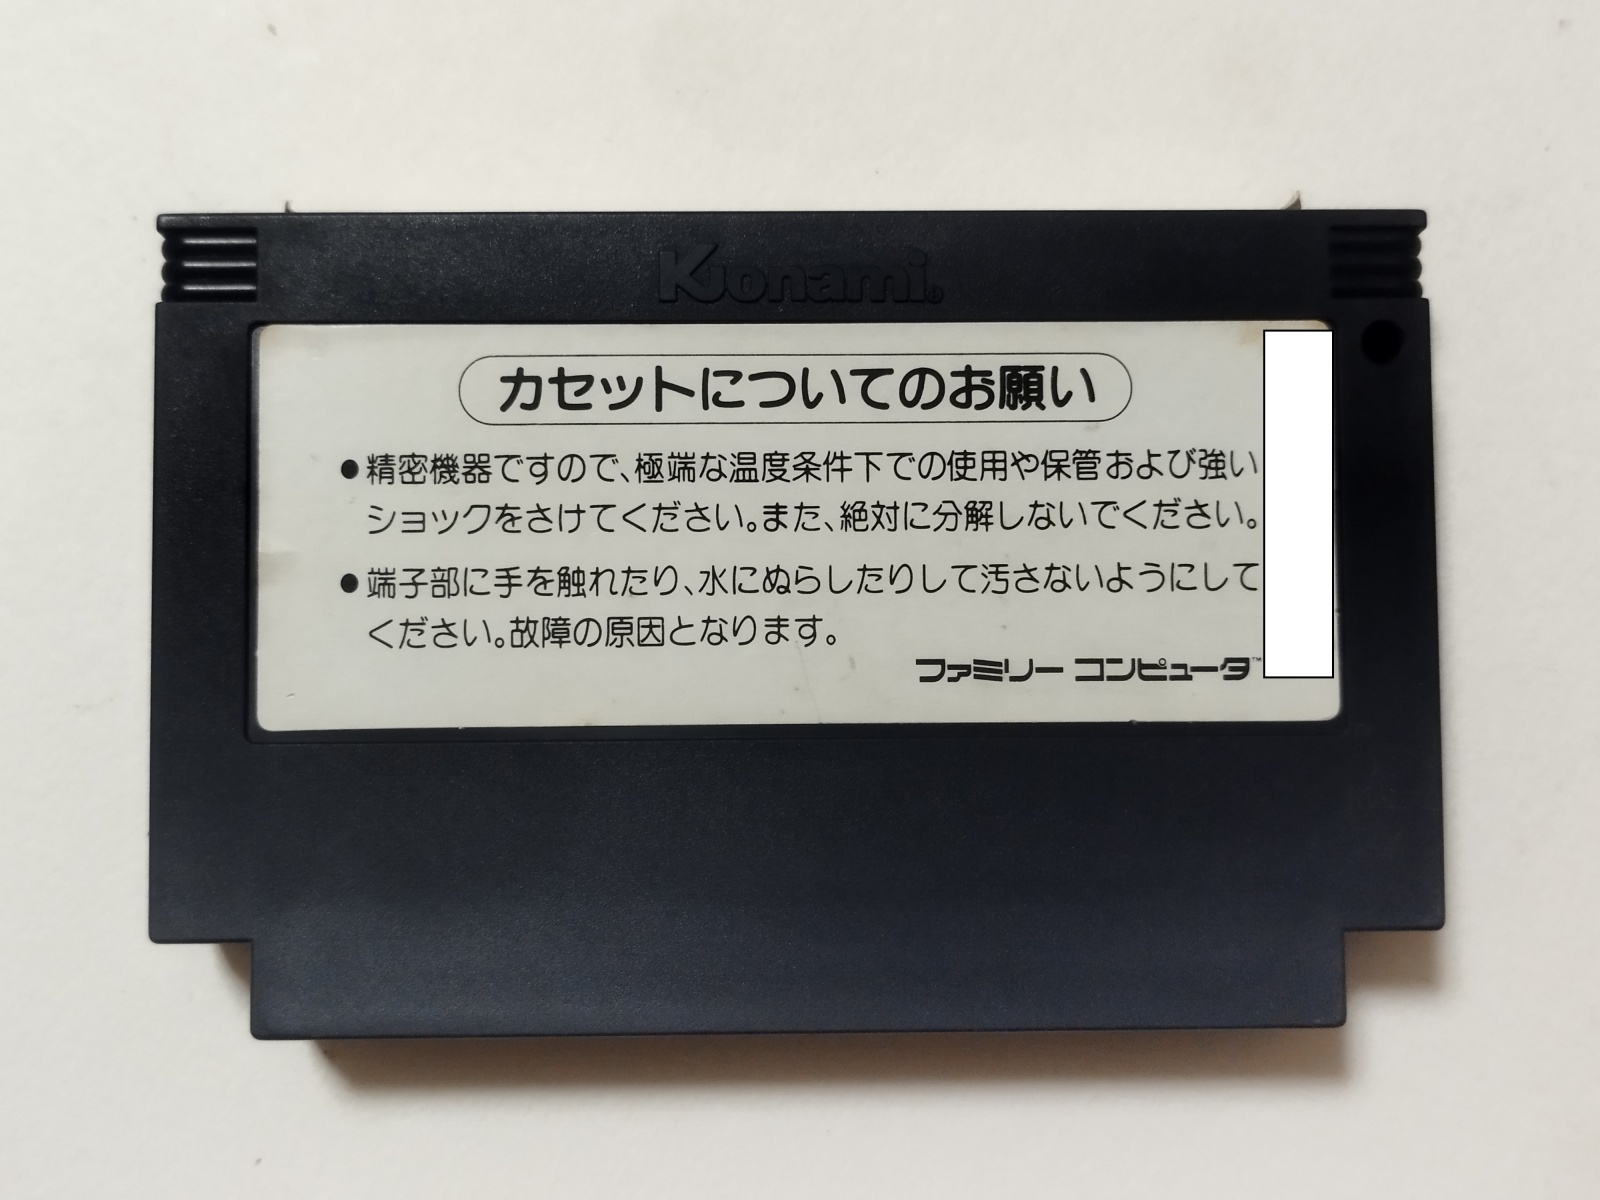 Konami®
カセットについてのお願い
●精密機器ですので、極端な温度条件下での使用や保管および強い
ショックをさけてください。また、絶対に分解しないでください。
●端子部に手を触れたり、水にぬらしたりして汚さないようにして
ください。故障の原因となります。
ファミリー コンピュータ™